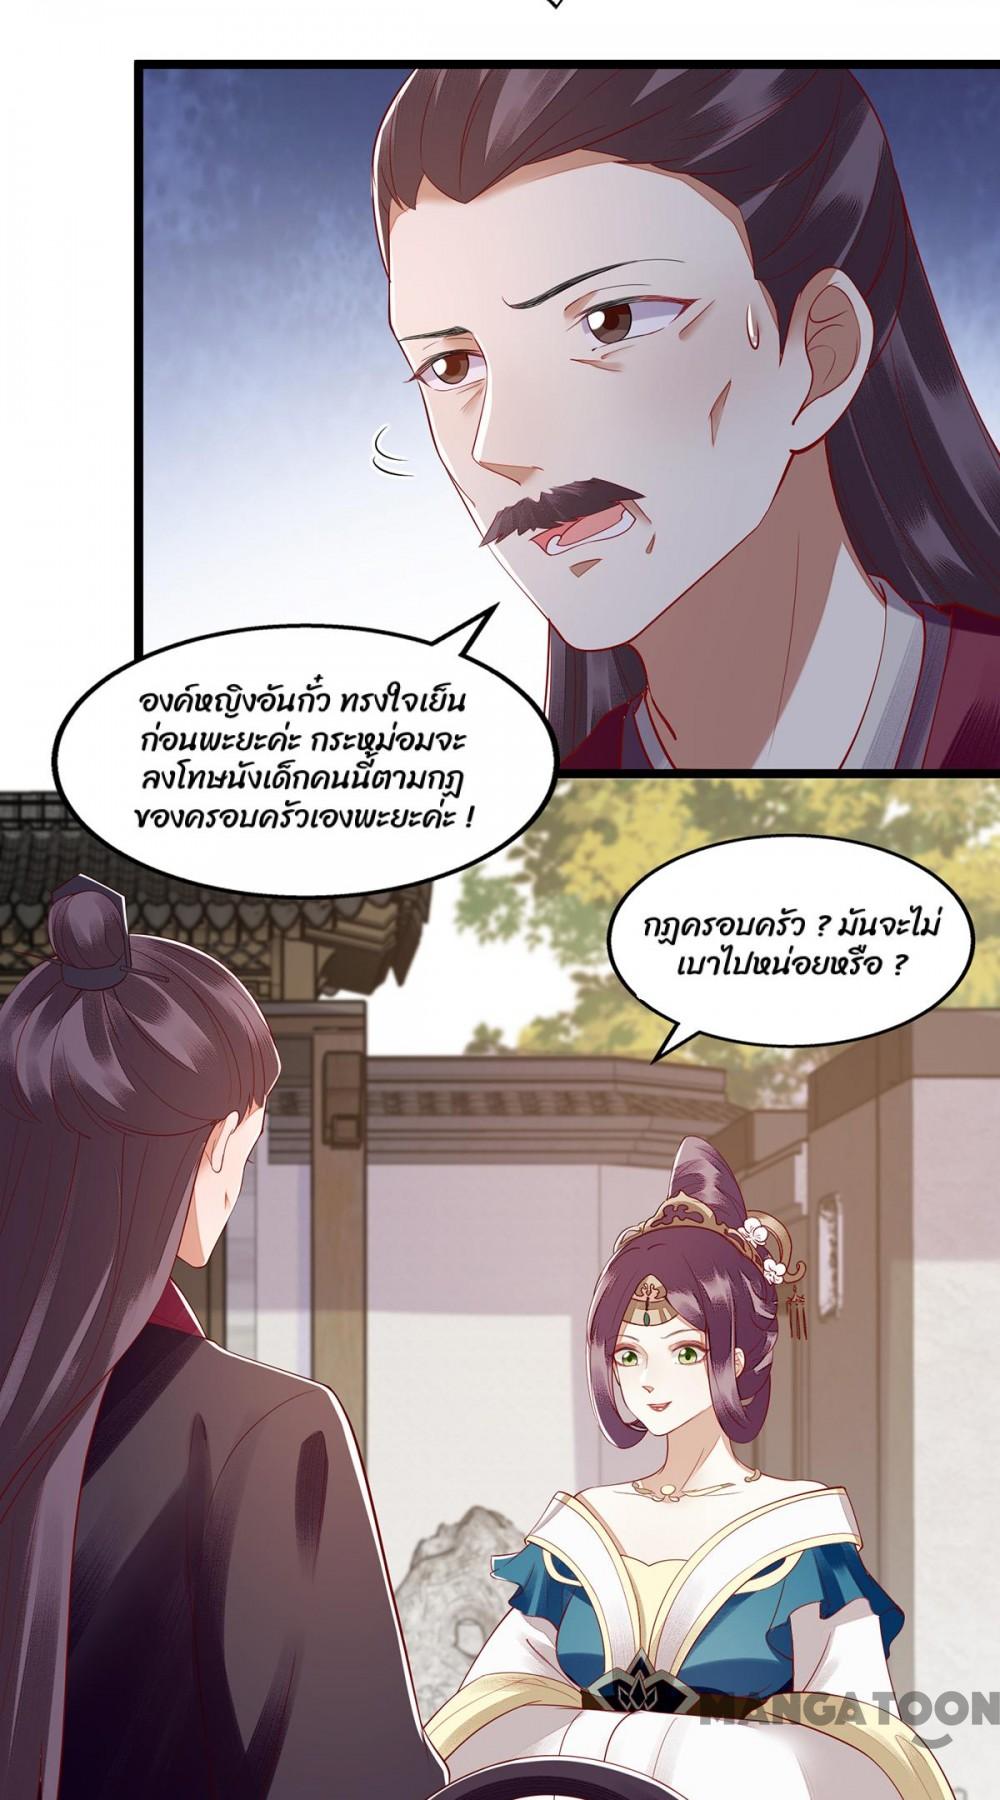 องค์หญิงอันกั๋ว ทรงใจเย็น
ก่อนพะยะค่ะ กระหม่อมจะ
ลงโทษนังเด็กคนนี้ตามกฏ
ของครอบครัวเองพะยะค่ะ !
กฏครอบครัว ? มันจะไม่
เบาไปหน่อยหรือ ?
MANGATOON